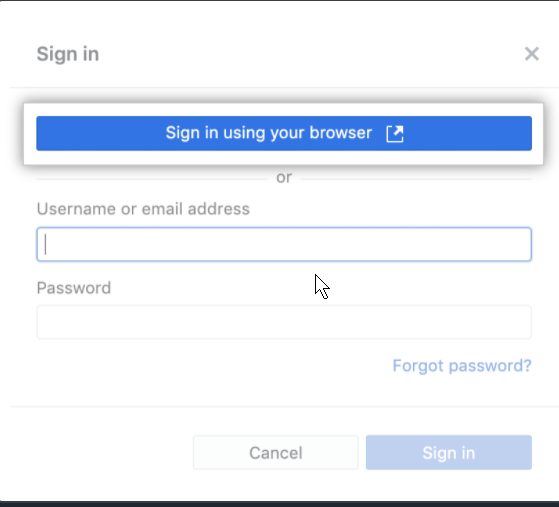 Sign in
Sign in using your browser
or
Username or email address
Password
Forgot password?
Cancel
Sign in